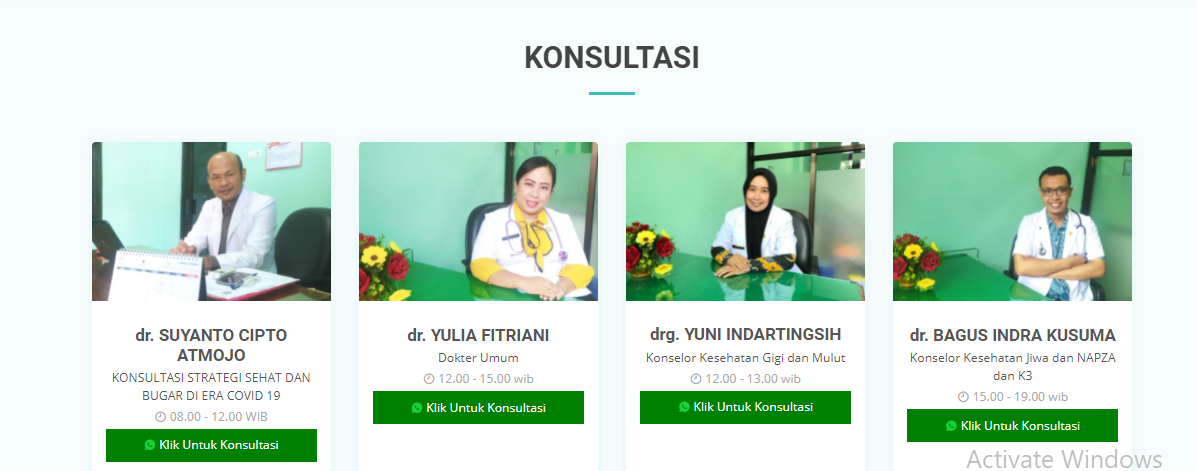 KONSULTASI
dr. SUYANTO CIPTO
ATMOJO
KONSULTASI STRATEGI SEHAT DAN
BUGAR DI ERA COVID 19
08.00 - 12.00 WIB
Klik Untuk Konsultasi
dr. YULIA FITRIANI
Dokter Umum
12.00 - 15.00 wib
Klik Untuk Konsultasi
drg. YUNI INDARTINGSIH
Konselor Kesehatan Gigi dan Mulut
12.00 - 13.00 wib
Klik Untuk Konsultasi
dr. BAGUS INDRA KUSUMA
Konselor Kesehatan Jiwa dan NAPZA
dan K3
15.00 - 19.00 wib
Klik Untuk Konsultasi
Activate Windows